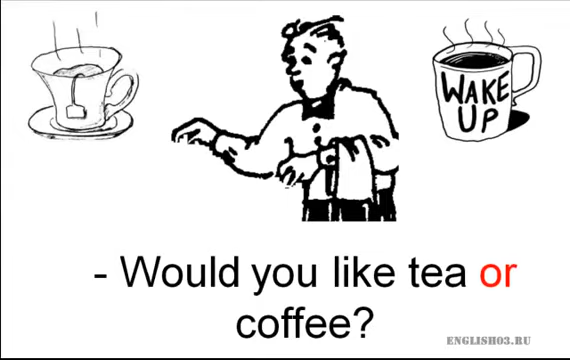 WAKE
UP
- Would you like tea or
coffee?
ENGLISH03.RU